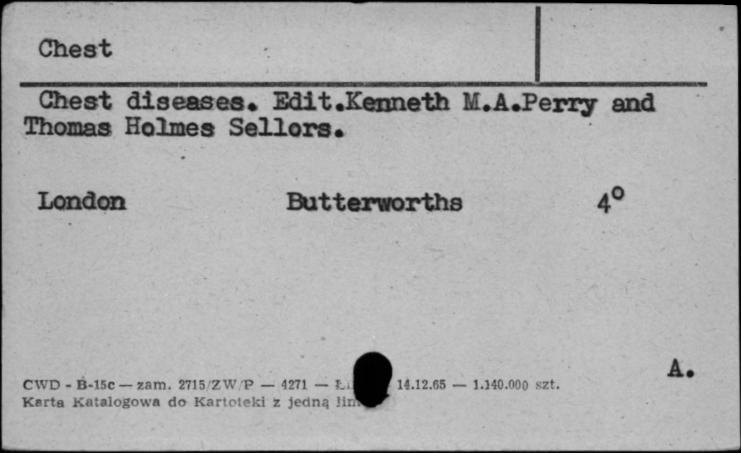 Chest
Chest diseases. Edit.Kenneth M.A.Perry and
Thomas Holmes Sellors.
London Butterworths 4°
A.
CWD - B-15c — zam. 2715/ZW/P — 4271 — 14.12.65 — 1.140.000 szt.
Karta Katalogowa do Kartoteki z jedną